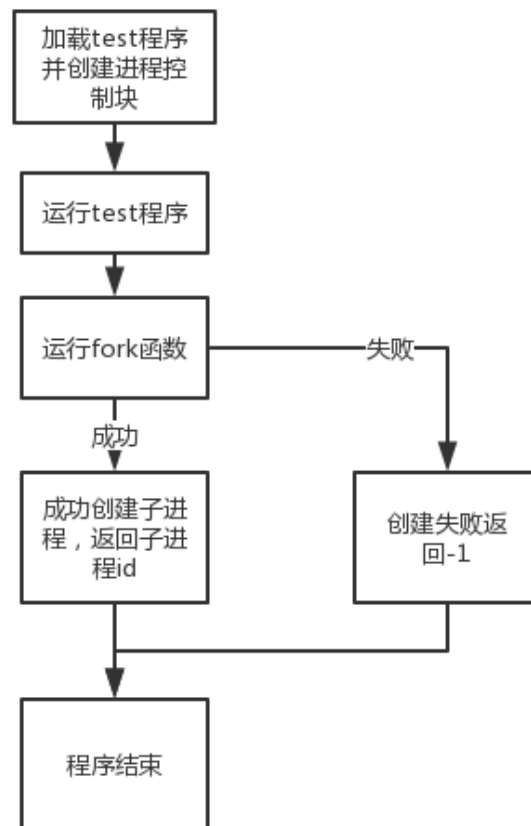 加载test程序
并创建进程控
制块
运行test程序
运行fork函数
失败
成功
成功创建子进
程，返回子进
程id
创建失败返
回-1
程序结束